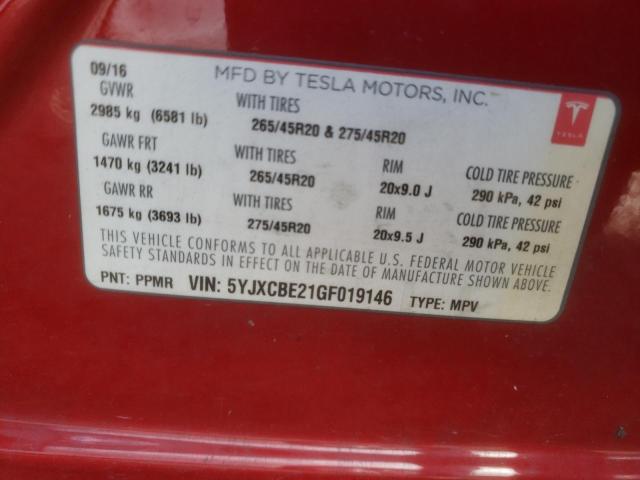 09/16 MFD BY TESLA MOTORS, INC.
GVWR WITH TIRES
2985 kg (6581 lb) 265/45R20 & 275/45R20
TESLA
GAWR FRT WITH TIRES RIM COLD TIRE PRESSURE
1470 kg (3241 lb) 265/45R20 20x9.0 J 290 kPa, 42 psi
GAWR RR WITH TIRES RIM COLD TIRE PRESSURE
1675 kg (3693 lb) 275/45R20 20x9.5 J 290 kPa, 42 psi
THIS VEHICLE CONFORMS TO ALL APPLICABLE U.S. FEDERAL MOTOR VEHICLE
SAFETY STANDARDS IN EFFECT ON THE DATE OF MANUFACTURE SHOWN ABOVE.
PNT: PPMR VIN: 5YJXCBE21GF019146 TYPE: MPV